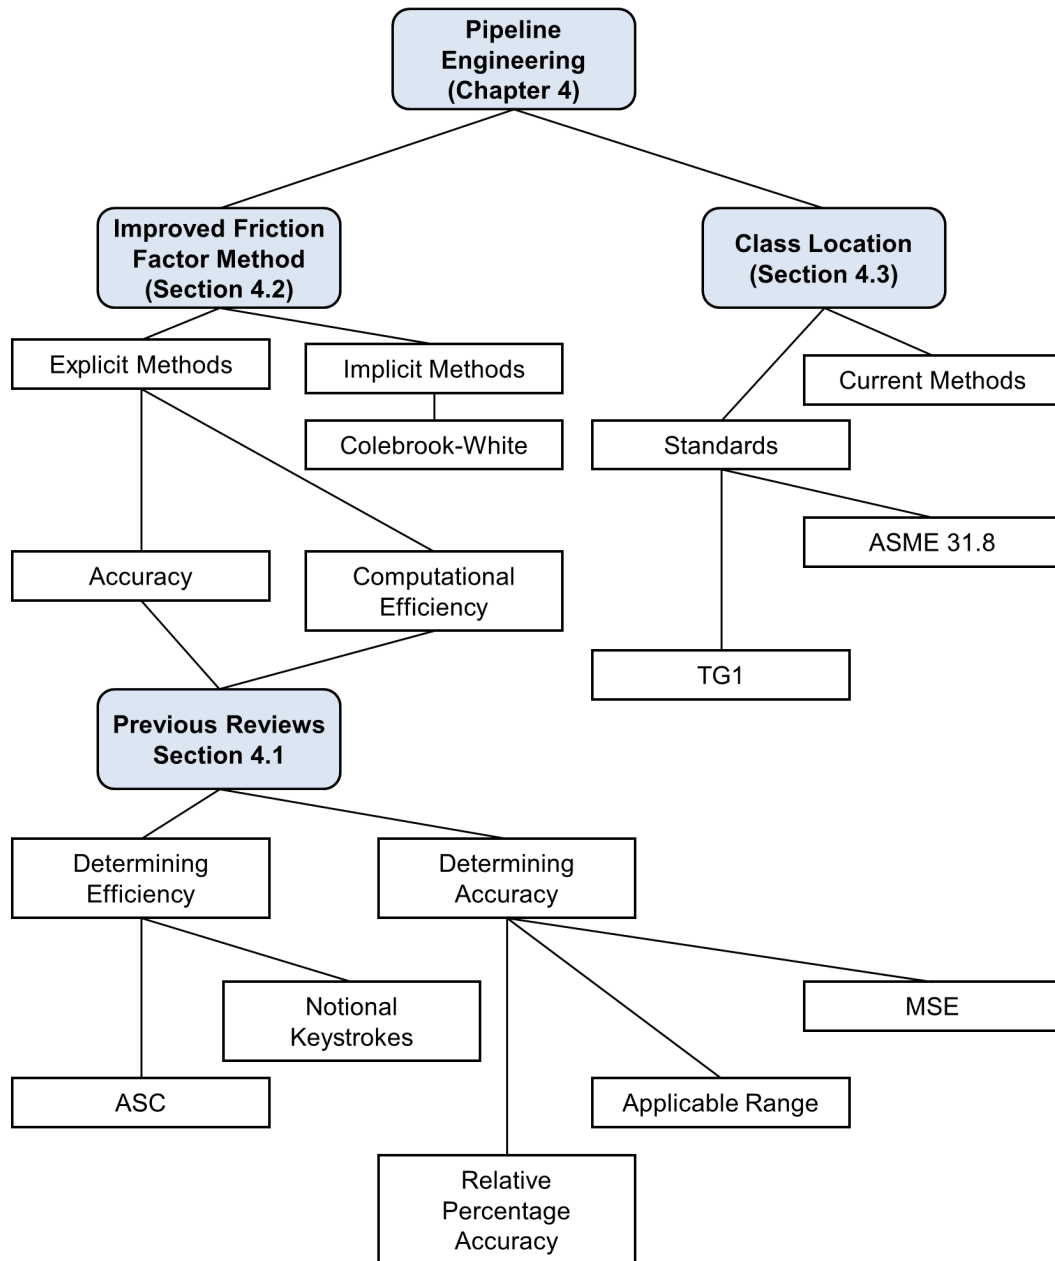 Pipeline
Engineering
(Chapter 4)
Improved Friction
Factor Method
(Section 4.2)
Class Location
(Section 4.3)
Explicit Methods
Implicit Methods
Current Methods
Colebrook-White
Standards
ASME 31.8
Accuracy
Computational
Efficiency
TG1
Previous Reviews
Section 4.1
Determining
Efficiency
Determining
Accuracy
Notional
Keystrokes
MSE
ASC
Applicable Range
Relative
Percentage
Accuracy